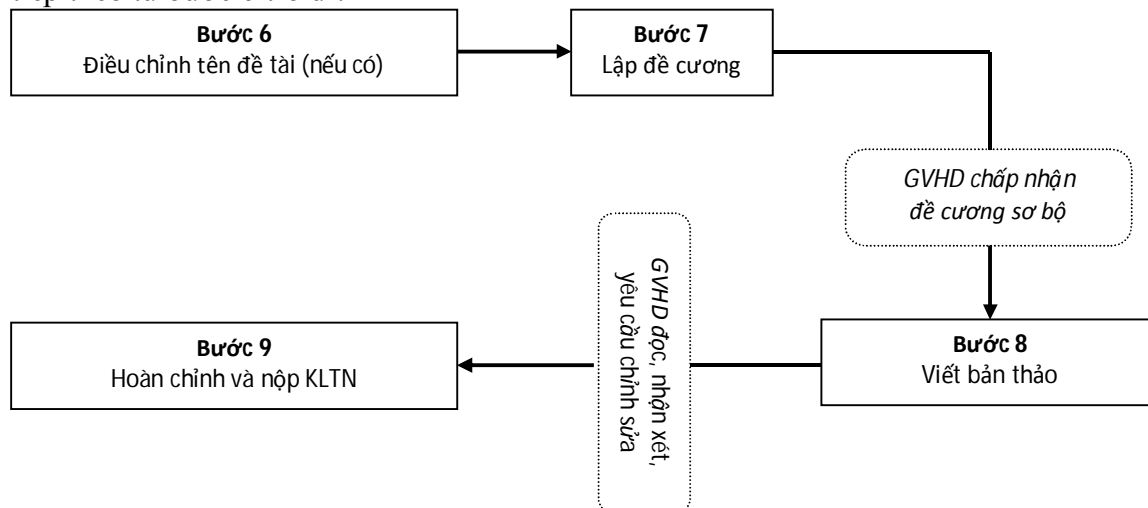 Bước 6
Điều chỉnh tên đề tài (nếu có)
Bước 7
Lập đề cương
GVHD chấp nhận
đề cương sơ bộ
GVHD đọc, nhận xét,
yêu cầu chỉnh sửa
Bước 8
Viết bản thảo
Bước 9
Hoàn chỉnh và nộp KLTN